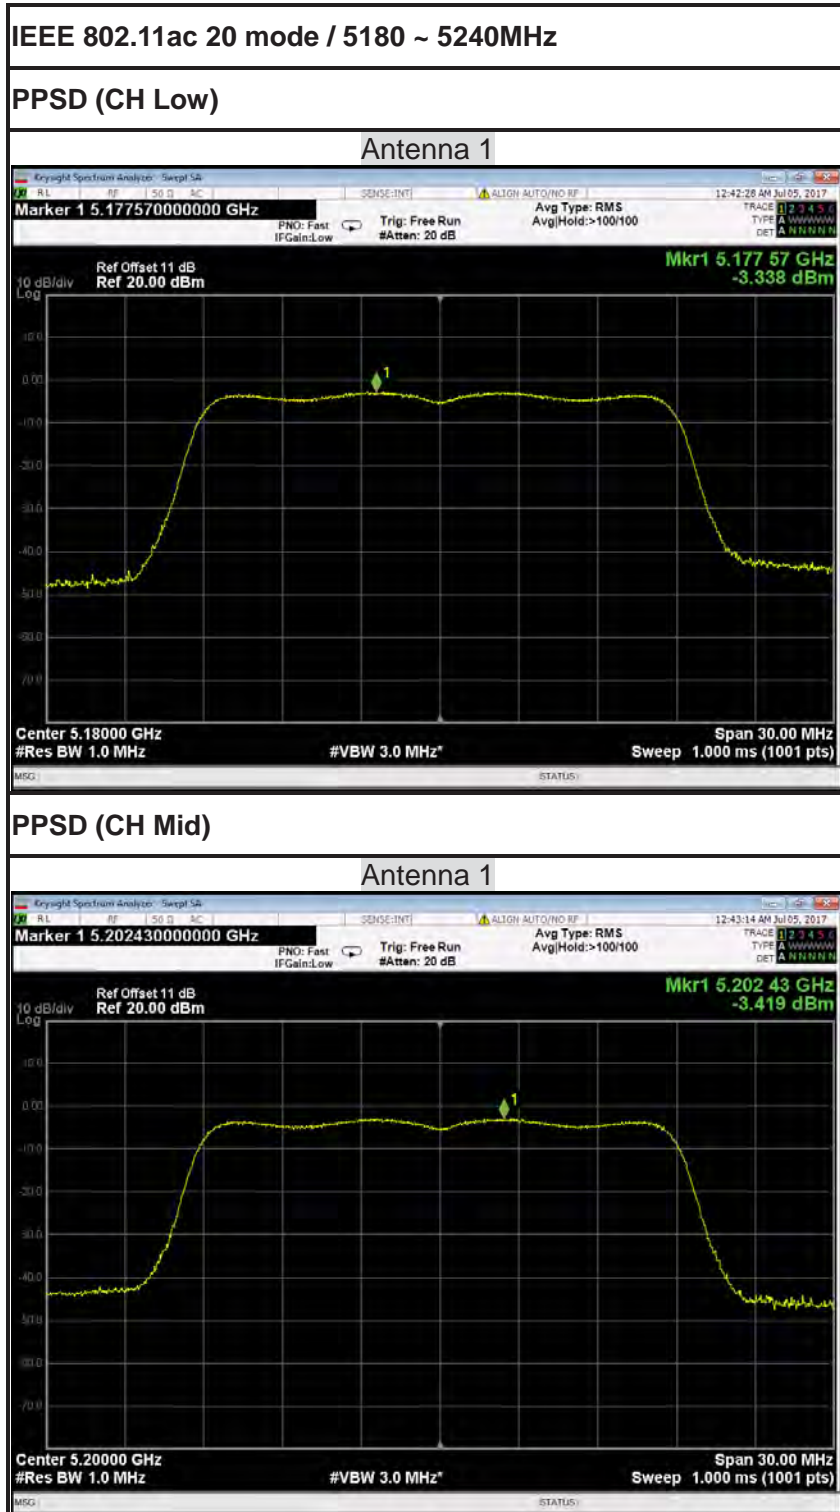 IEEE 802.11ac 20 mode / 5180 ~ 5240MHz
PPSD (CH Low)
Antenna 1
Keysight Spectrum Analyzer - Swept SA
RL RF 50 Ω AC SENSE:INT ALIGN AUTO/NO RF 12:42:28 AM Jul 05, 2017
Marker 1 5.177570000000 GHz
PNO: Fast
IFGain:Low
Trig: Free Run
#Atten: 20 dB
Avg Type: RMS
Avg|Hold:>100/100
TRACE 1 2 3 4 5 6
TYPE A WWWWW
DET A N N N N N
Mkr1 5.177 57 GHz
-3.338 dBm
Ref Offset 11 dB
10 dB/div Ref 20.00 dBm
Log
10.0
0.00
1
-10.0
-20.0
-30.0
-40.0
-50.0
-60.0
-70.0
Center 5.18000 GHz Span 30.00 MHz
#Res BW 1.0 MHz #VBW 3.0 MHz* Sweep 1.000 ms (1001 pts)
MSG STATUS
PPSD (CH Mid)
Antenna 1
Keysight Spectrum Analyzer - Swept SA
RL RF 50 Ω AC SENSE:INT ALIGN AUTO/NO RF 12:43:14 AM Jul 05, 2017
Marker 1 5.202430000000 GHz
PNO: Fast
IFGain:Low
Trig: Free Run
#Atten: 20 dB
Avg Type: RMS
Avg|Hold:>100/100
TRACE 1 2 3 4 5 6
TYPE A WWWWW
DET A N N N N N
Mkr1 5.202 43 GHz
-3.419 dBm
Ref Offset 11 dB
10 dB/div Ref 20.00 dBm
Log
10.0
0.00
1
-10.0
-20.0
-30.0
-40.0
-50.0
-60.0
-70.0
Center 5.20000 GHz Span 30.00 MHz
#Res BW 1.0 MHz #VBW 3.0 MHz* Sweep 1.000 ms (1001 pts)
MSG STATUS